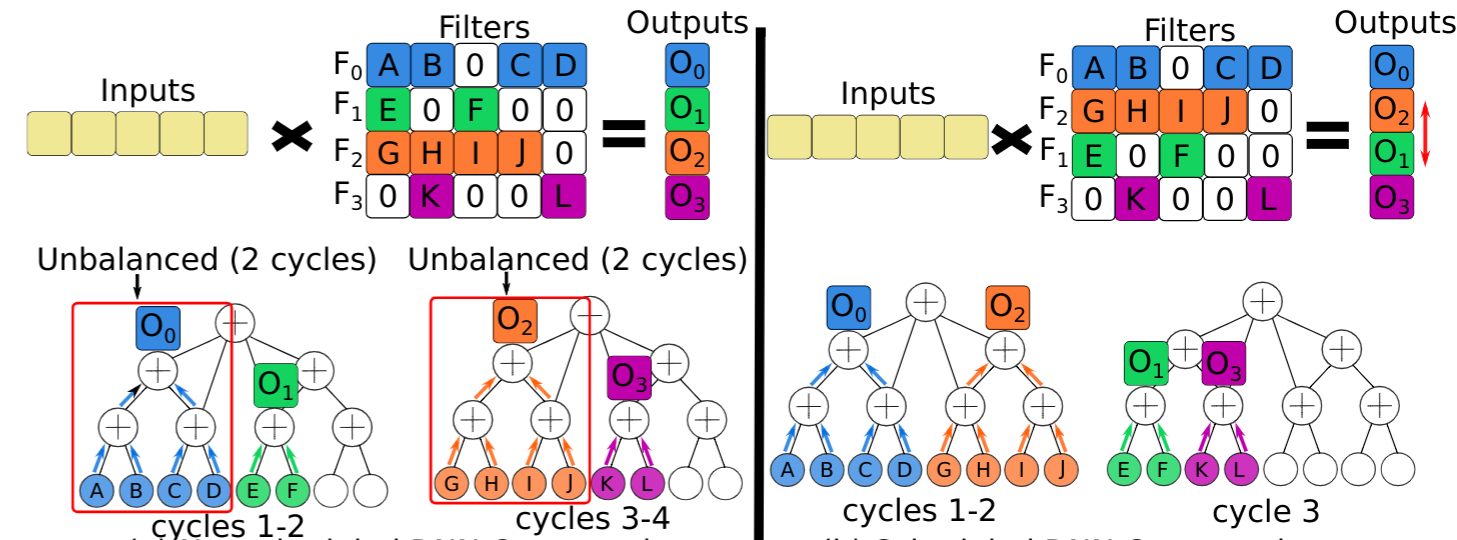 Filters
Outputs
Inputs
F0 A B 0 C D
F1 E 0 F 0 0
F2 G H I J 0
F3 0 K 0 0 L
×
=
O0
O1
O2
O3
Unbalanced (2 cycles)
Unbalanced (2 cycles)
O0
+
+
+
+ + + +
O1
A B C D E F
cycles 1-2
O2
+
+
+
+ + + +
O3
G H I J K L
cycles 3-4
Filters
Outputs
Inputs
F0 A B 0 C D
F2 G H I J 0
F1 E 0 F 0 0
F3 0 K 0 0 L
×
=
O0
O2
O1
O3
O0
O2
+
+ +
+ + + +
A B C D G H I J
cycles 1-2
+
O1 + O3 +
+ + + +
E F K L
cycle 3